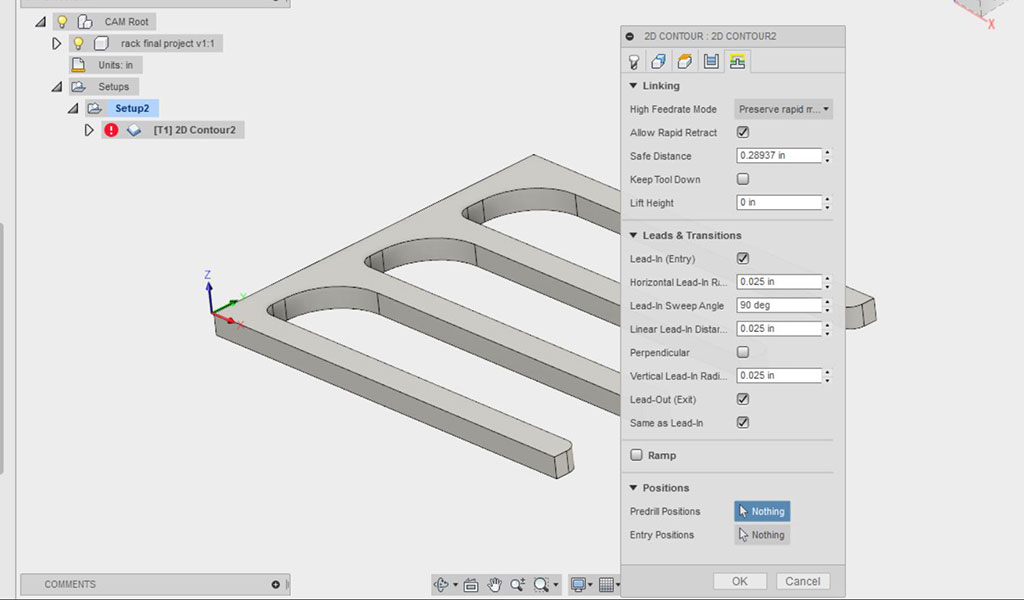 CAM Root
rack final project v1:1
Units: in
Setups
Setup2
[T1] 2D Contour2
Z
Y
X
X
2D CONTOUR : 2D CONTOUR2
Linking
High Feedrate Mode Preserve rapid m...
Allow Rapid Retract
Safe Distance 0.28937 in
Keep Tool Down
Lift Height 0 in
Leads & Transitions
Lead-In (Entry)
Horizontal Lead-In R... 0.025 in
Lead-In Sweep Angle 90 deg
Linear Lead-In Distar... 0.025 in
Perpendicular
Vertical Lead-In Radi... 0.025 in
Lead-Out (Exit)
Same as Lead-In
Ramp
Positions
Predrill Positions Nothing
Entry Positions Nothing
OK Cancel
COMMENTS